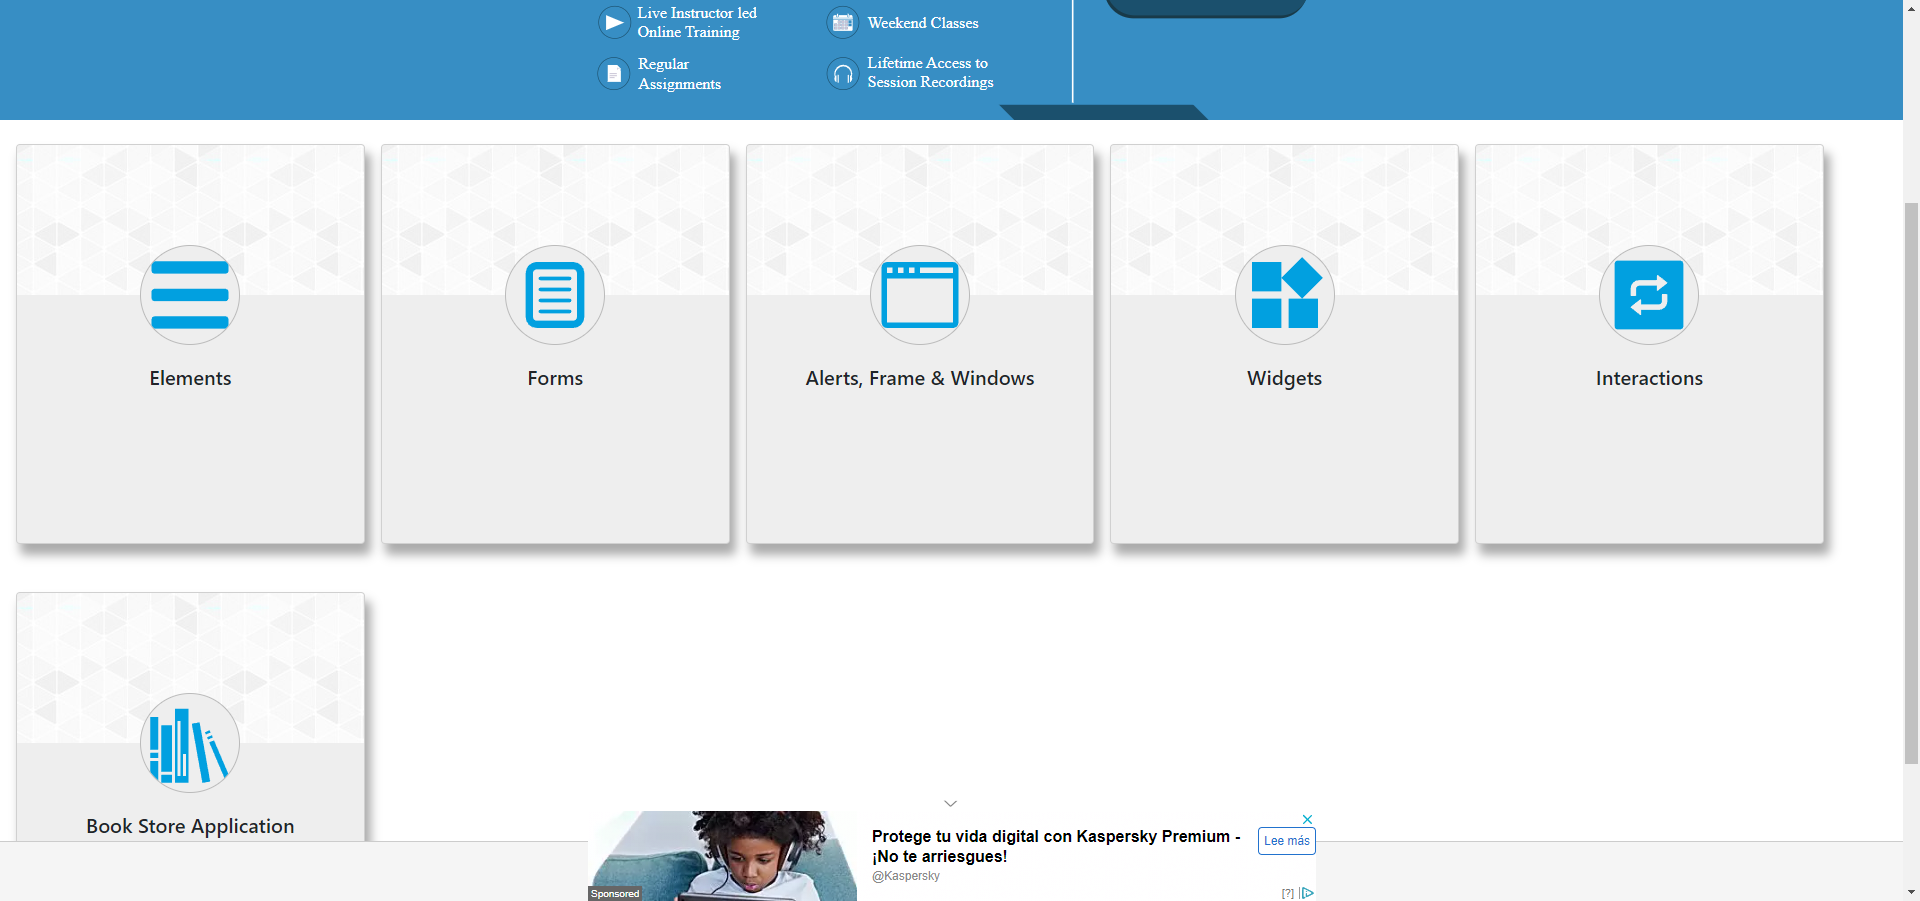 Live Instructor led
Online Training
Weekend Classes
Regular
Assignments
Lifetime Access to
Session Recordings
Elements
Forms
Alerts, Frame & Windows
Widgets
Interactions
Book Store Application
Protege tu vida digital con Kaspersky Premium -
¡No te arriesgues!
@Kaspersky
Lee más
Sponsored
[?]